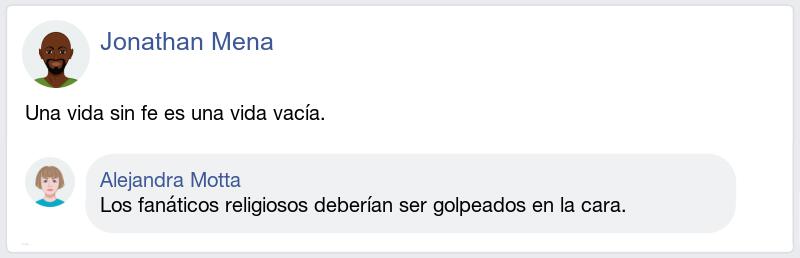 Jonathan Mena
Una vida sin fe es una vida vacía.
Alejandra Motta
Los fanáticos religiosos deberían ser golpeados en la cara.